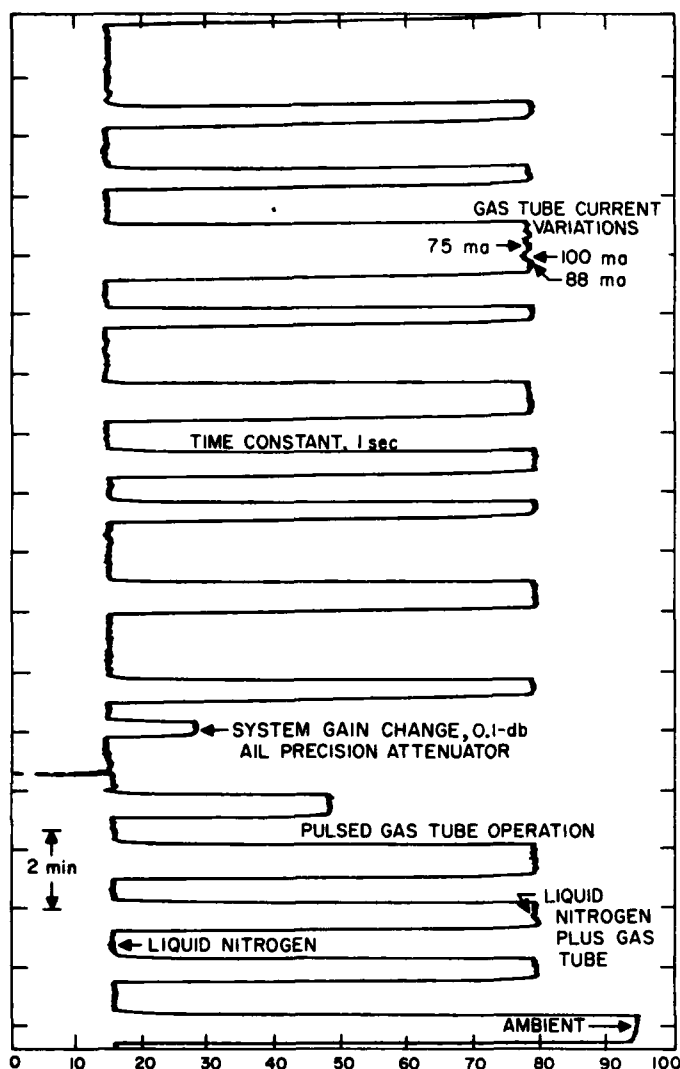 GAS TUBE CURRENT
VARIATIONS
75 ma
100 ma
88 ma
TIME CONSTANT, 1 sec
SYSTEM GAIN CHANGE, 0.1-db
AIL PRECISION ATTENUATOR
PULSED GAS TUBE OPERATION
2 min
LIQUID
NITROGEN
PLUS GAS
TUBE
LIQUID NITROGEN
AMBIENT
0 10 20 30 40 50 60 70 80 90 100